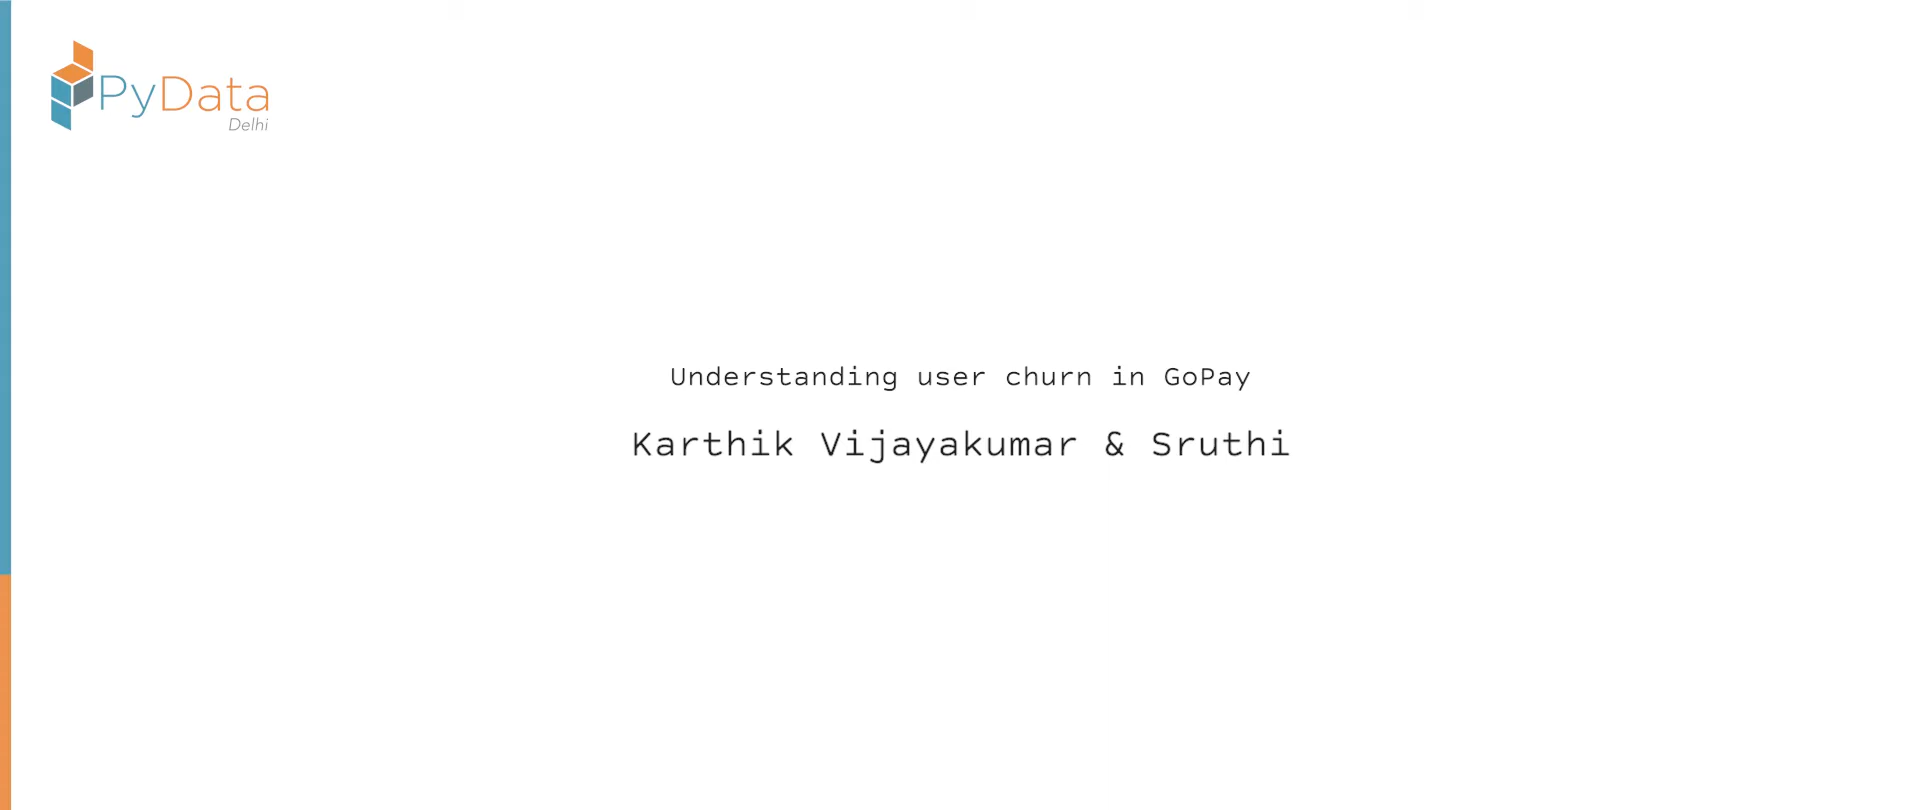 PyData
Delhi
Understanding user churn in GoPay
Karthik Vijayakumar & Sruthi